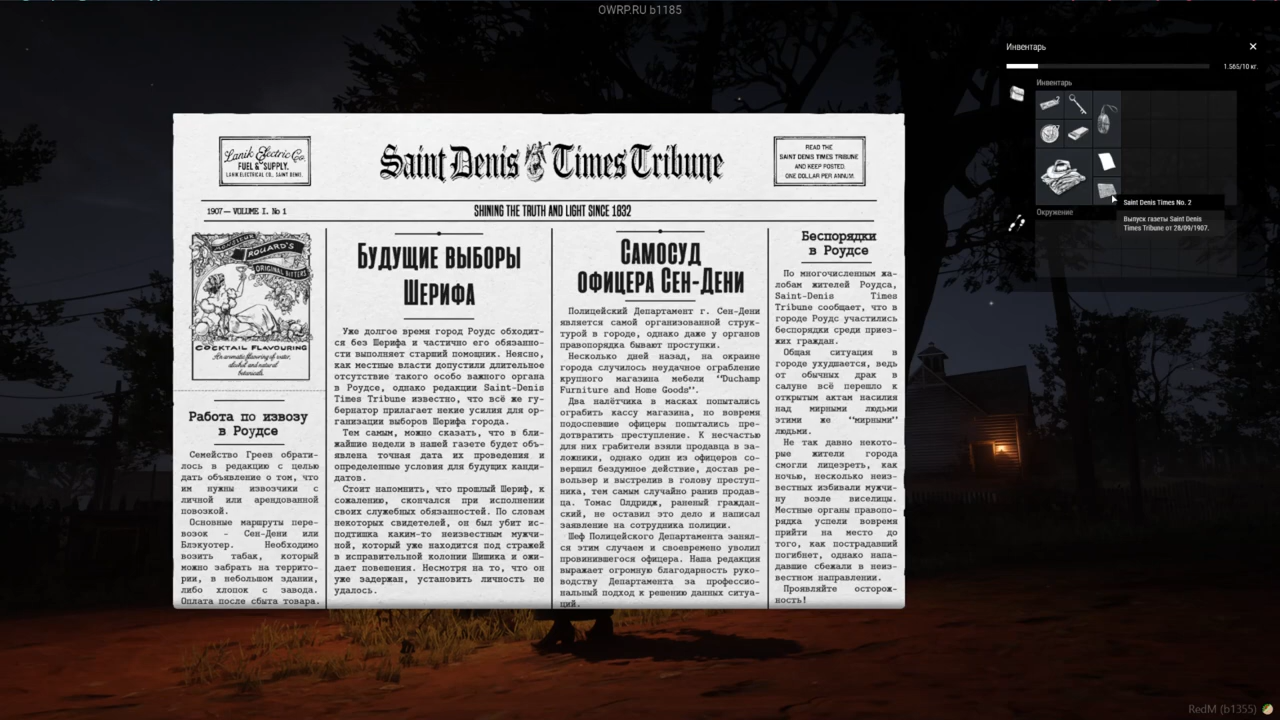 OWRP.RU b1185
Инвентарь
1.565/10 кг.
Инвентарь
Saint Denis Times No. 2
Окружение
Выпуск газеты Saint Denis
Times Tribune от 28/09/1907.
Lanik Electric Co.
FUEL & SUPPLY.
LANIK ELECTRICAL CO., SAINT DENIS.
Saint Denis Times Tribune
READ THE
SAINT DENIS TIMES TRIBUNE
AND KEEP POSTED.
ONE DOLLAR PER ANNUM.
1907— VOLUME I. No 1
SHINING THE TRUTH AND LIGHT SINCE 1832
ROUARD'S
ORIGINAL BITTERS
COCKTAIL FLAVOURING
An aromatic flavouring of water,
alcohol and natural
botanicals.
Работа по извозу
в Роудсе
Семейство Греев обрати-
лось в редакцию с целью
дать объявление о том, что
им нужны извозчики с
личной или арендованной
повозкой.
Основные маршруты пере-
возок - Сен-Дени или
Блэкуотер. Необходимо
возить табак, который
можно забрать на террито-
рии, в небольшом здании,
либо хлопок с завода.
Оплата после сбыта товара.
Будущие выборы
Шерифа
Уже долгое время город Роудс обходит-
ся без Шерифа и частично его обязанно-
сти выполняет старший помощник. Неясно,
как местные власти допустили длительное
отсутствие такого особо важного органа
в Роудсе, однако редакции Saint-Denis
Times Tribune известно, что всё же гу-
бернатор прилагает некие усилия для ор-
ганизации выборов Шерифа города.
Тем самым, можно сказать, что в бли-
жайшие недели в нашей газете будет объ-
явлена точная дата их проведения и
определенные условия для будущих канди-
датов.
Стоит напомнить, что прошлый Шериф, к
сожалению, скончался при исполнении
своих служебных обязанностей. По словам
некоторых свидетелей, он был убит ис-
подтишка каким-то неизвестным мужчи-
ной, который уже находится под стражей
в исправительной колонии Шишика и ожи-
дает повешения. Несмотря на то, что он
уже задержан, установить личность не
удалось.
Самосуд
офицера Сен-Дени
Полицейский Департамент г. Сен-Дени
является самой организованной струк-
турой в городе, однако даже у органов
правопорядка бывают проступки.
Несколько дней назад, на окраине
города случилось неудачное ограбление
крупного магазина мебели "Duchamp
Furniture and Home Goods".
Два налётчика в масках попытались
ограбить кассу магазина, но вовремя
подоспевшие офицеры попытались пре-
дотвратить преступление. К несчастью
для них грабители взяли продавца в за-
ложники, однако один из офицеров со-
вершил бездумное действие, достав ре-
вольвер и выстрелив в голову преступ-
ника, тем самым случайно ранив продав-
ца. Томас Олдридж, раненый граждан-
ский, не оставил это дело и написал
заявление на сотрудника полиции.
Шеф Полицейского Департамента занял-
ся этим случаем и своевремено уволил
провинившегося офицера. Наша редакция
выражает огромную благодарность руко-
водству Департамента за профессио-
нальный подход к решению данных ситуа-
ций.
Беспорядки
в Роудсе
По многочисленным жа-
лобам жителей Роудса,
Saint-Denis Times
Tribune сообщает, что в
городе Роудс участились
беспорядки среди приез-
жих граждан.
Общая ситуация в
городе ухудшается, ведь
от обычных драк в
салуне всё перешло к
открытым актам насилия
над мирными людьми
этими же "мирными"
людьми.
Не так давно некото-
рые жители города
смогли лицезреть, как
ночью, несколько неиз-
вестных избивали мужчи-
ну возле виселицы.
Местные органы правопо-
рядка успели вовремя
прийти на место до
того, как пострадавший
погибнет, однако напа-
давшие сбежали в неиз-
вестном направлении.
Проявляйте осторож-
ность!
RedM (b1355)